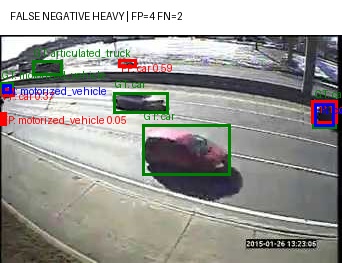 FALSE NEGATIVE HEAVY | FP=4 FN=2
articulated_truck
car 0.69
GT: car
motorized_vehicle
car 0.37
P: motorized_vehicle 0.05
GT: car
2015-01-26 13:23:06